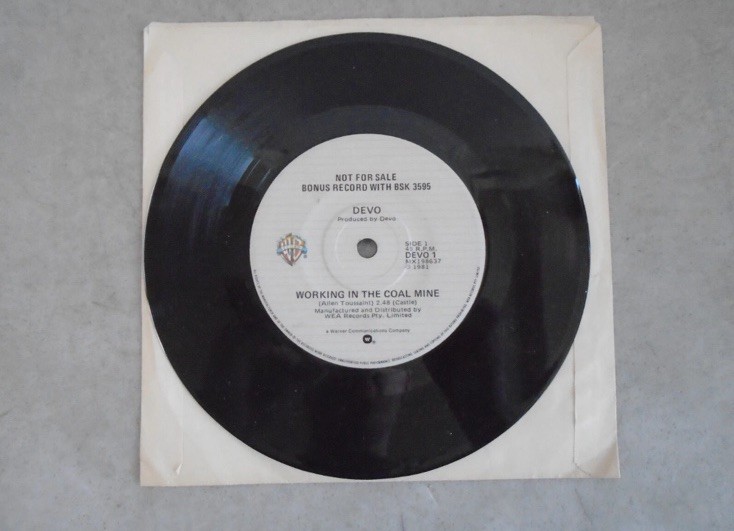 NOT FOR SALE
BONUS RECORD WITH BSK 3595
DEVO
Produced by Devo
SIDE 1
45 R.P.M.
DEVO 1
MX199637
℗ 1981
WORKING IN THE COAL MINE
(Allen Toussaint) 2.48 (Castle)
Manufactured and Distributed by
WEA Records Pty. Limited
a Warner Communications Company